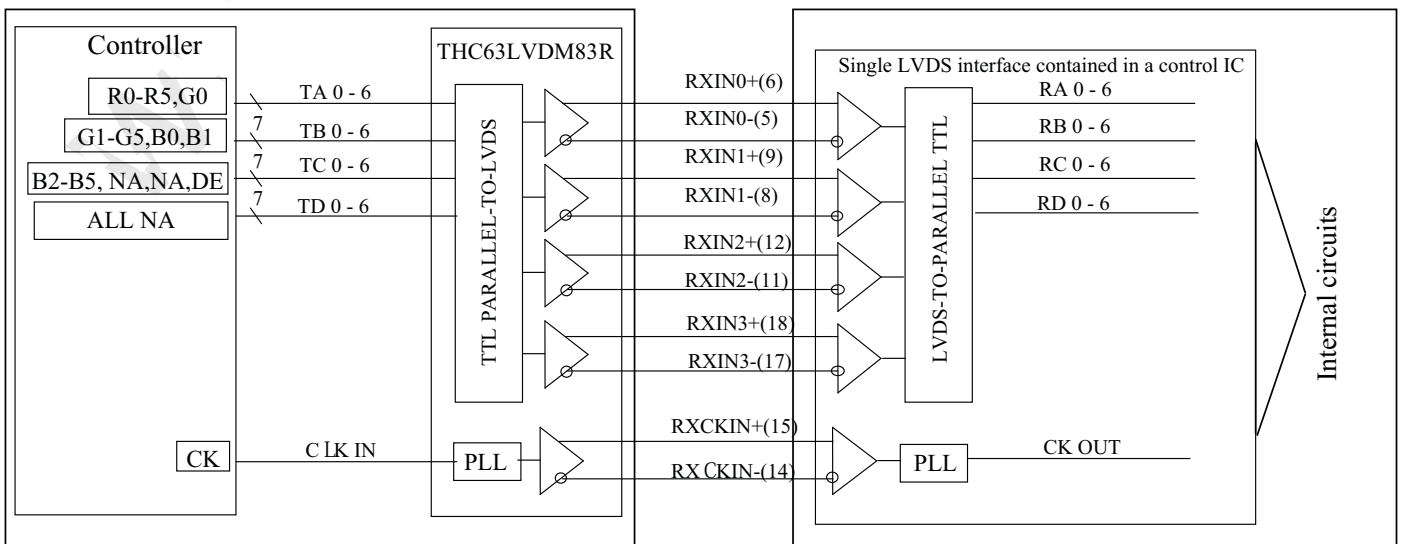 Controller
R0-R5,G0
G1-G5,B0,B1
B2-B5, NA,NA,DE
ALL NA
CK
TA 0 - 6
7
TB 0 - 6
7
TC 0 - 6
7
TD 0 - 6
CLK IN
THC63LVDM83R
TTL PARALLEL-TO-LVDS
PLL
RXIN0+(6)
RXIN0-(5)
RXIN1+(9)
RXIN1-(8)
RXIN2+(12)
RXIN2-(11)
RXIN3+(18)
RXIN3-(17)
RXCKIN+(15)
RXCKIN-(14)
Single LVDS interface contained in a control IC
LVDS-TO-PARALLEL TTL
PLL
RA 0 - 6
RB 0 - 6
RC 0 - 6
RD 0 - 6
CK OUT
Internal circuits